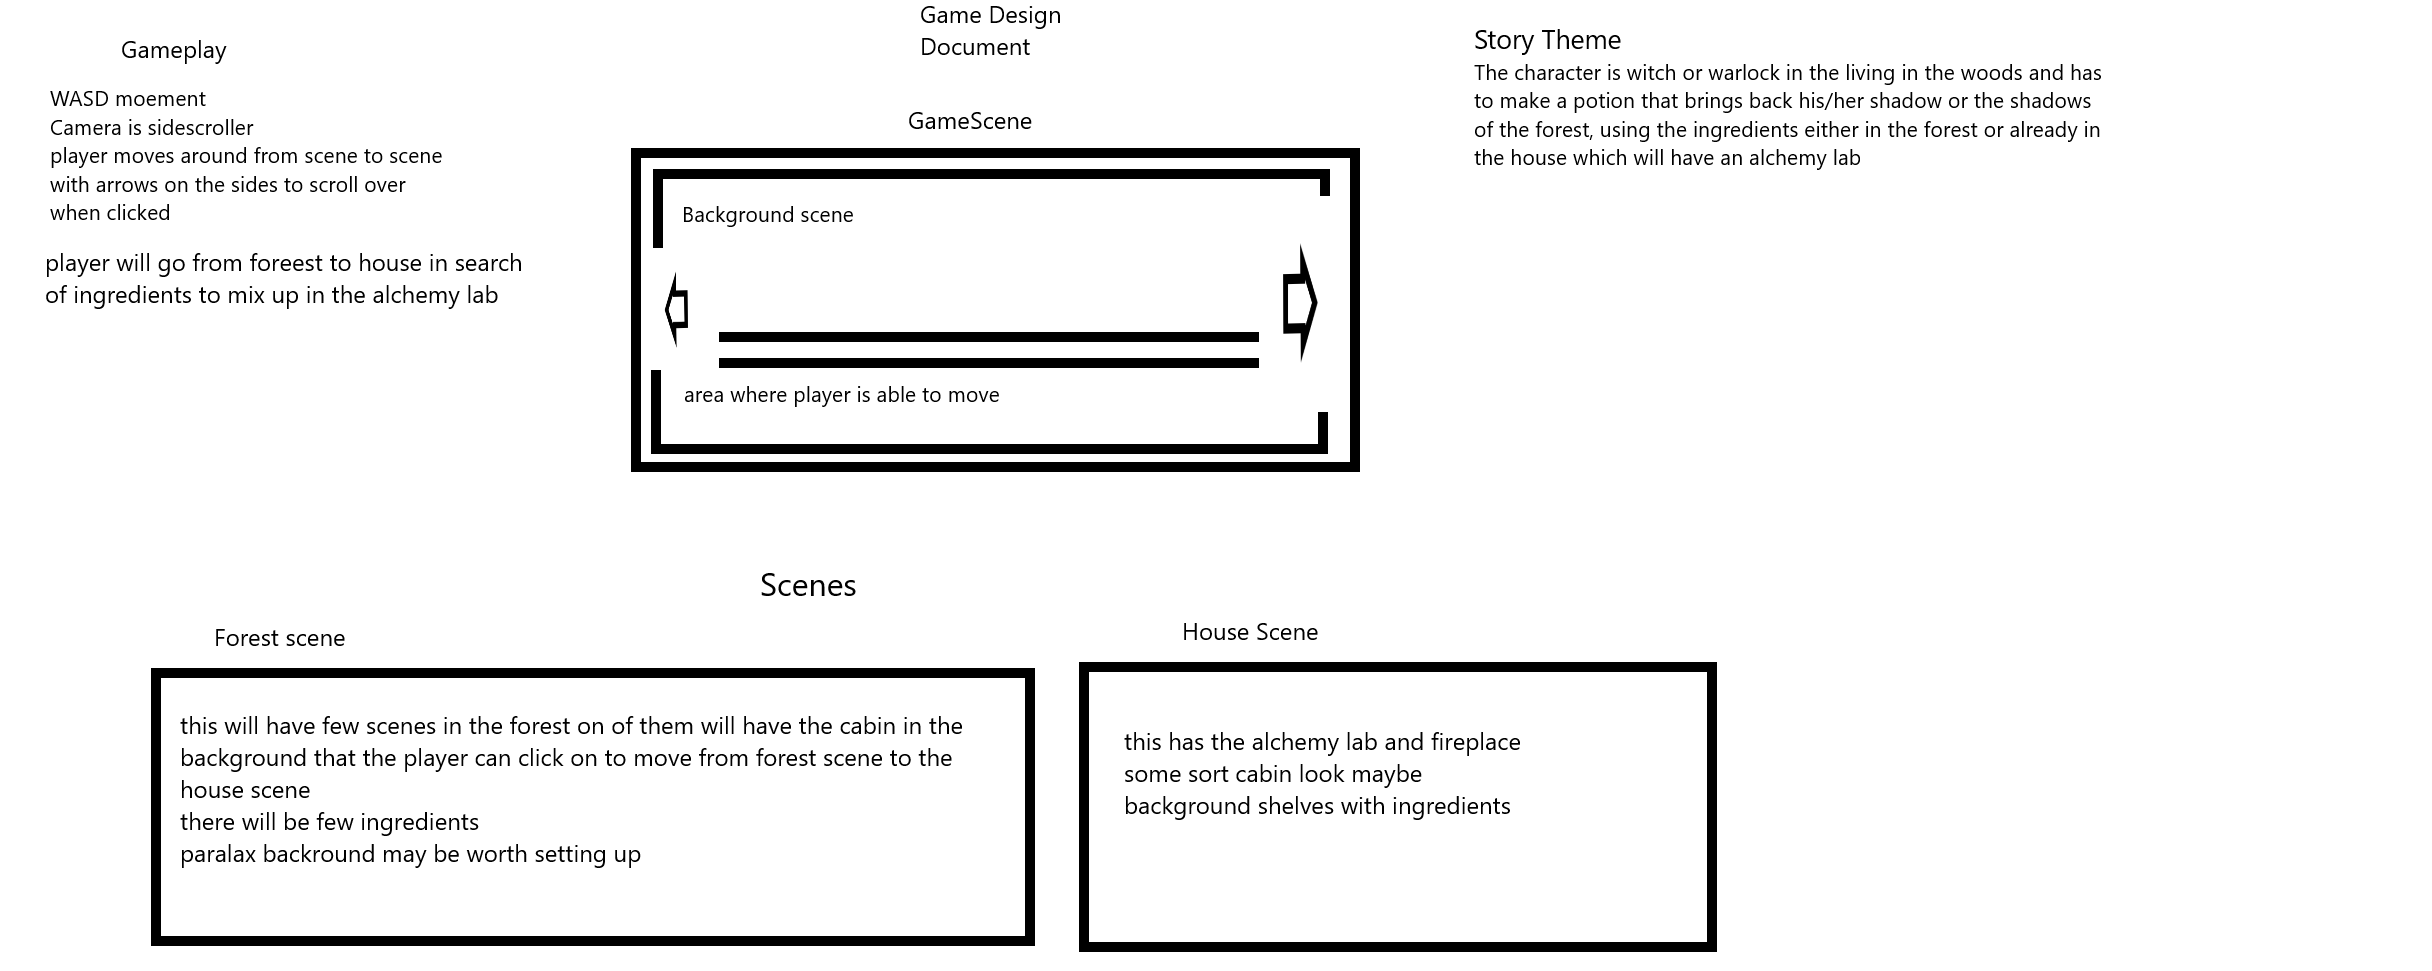 Game Design
Document
Gameplay
WASD moement
Camera is sidescroller
player moves around from scene to scene
with arrows on the sides to scroll over
when clicked
player will go from foreest to house in search
of ingredients to mix up in the alchemy lab
GameScene
Background scene
area where player is able to move
Story Theme
The character is witch or warlock in the living in the woods and has
to make a potion that brings back his/her shadow or the shadows
of the forest, using the ingredients either in the forest or already in
the house which will have an alchemy lab
Scenes
Forest scene
this will have few scenes in the forest on of them will have the cabin in the
background that the player can click on to move from forest scene to the
house scene
there will be few ingredients
paralax backround may be worth setting up
House Scene
this has the alchemy lab and fireplace
some sort cabin look maybe
background shelves with ingredients